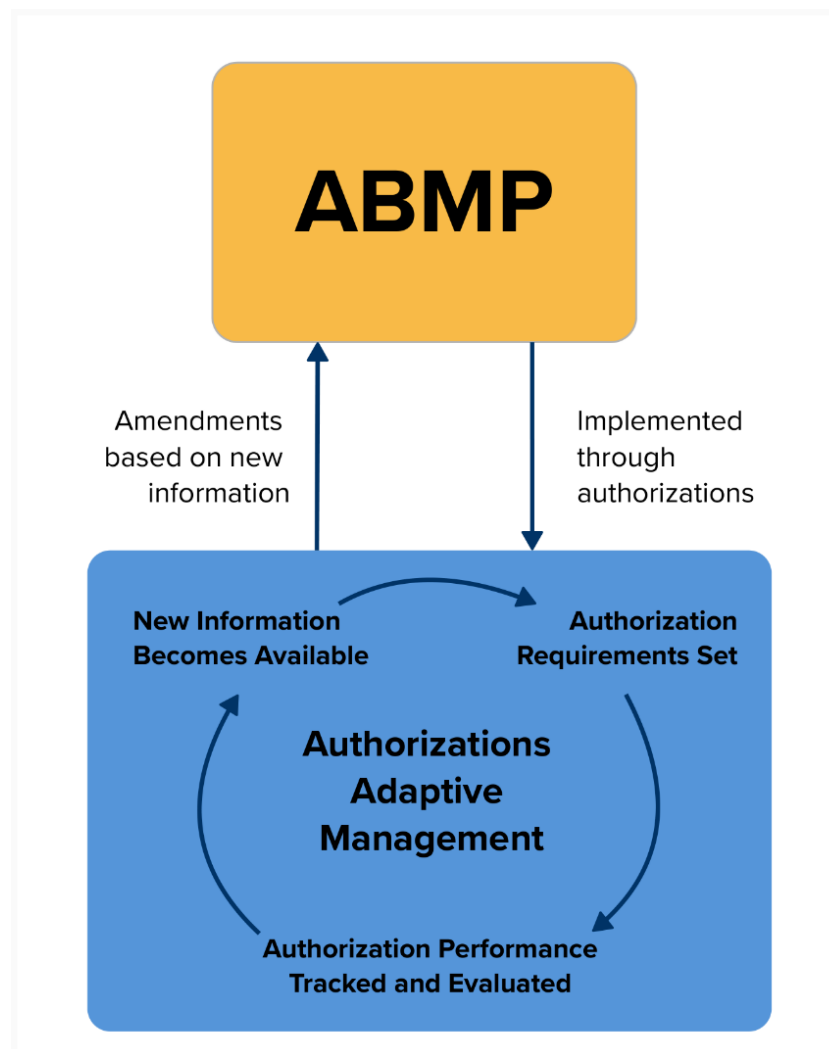 ABMP
Amendments
based on new
information
Implemented
through
authorizations
New Information
Becomes Available
Authorization
Requirements Set
Authorizations
Adaptive
Management
Authorization Performance
Tracked and Evaluated